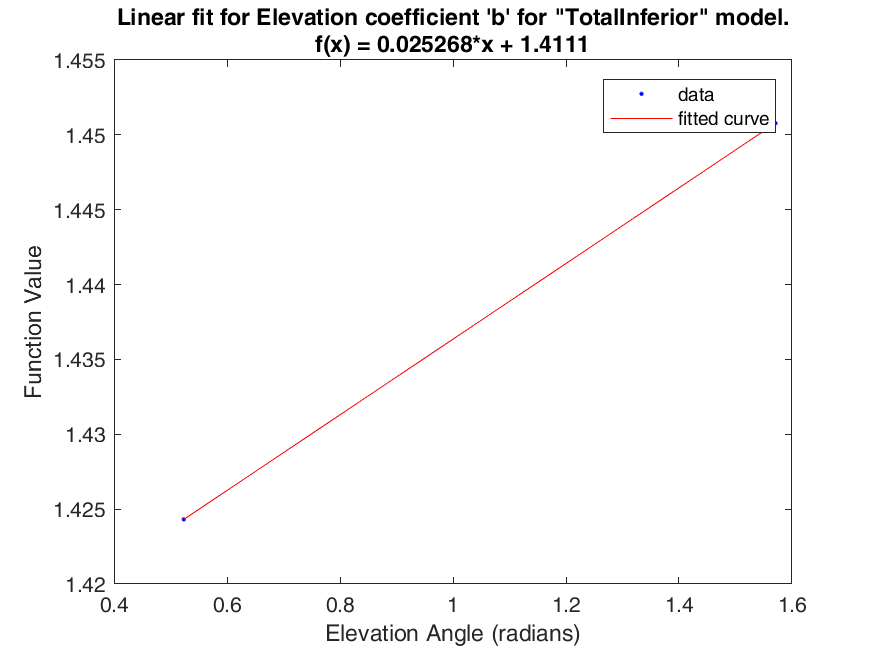 Linear fit for Elevation coefficient 'b' for "TotalInferior" model.
f(x) = 0.025268*x + 1.4111
data
fitted curve
1.455
1.45
1.445
1.44
1.435
1.43
1.425
1.42
Function Value
0.4
0.6
0.8
1
1.2
1.4
1.6
Elevation Angle (radians)